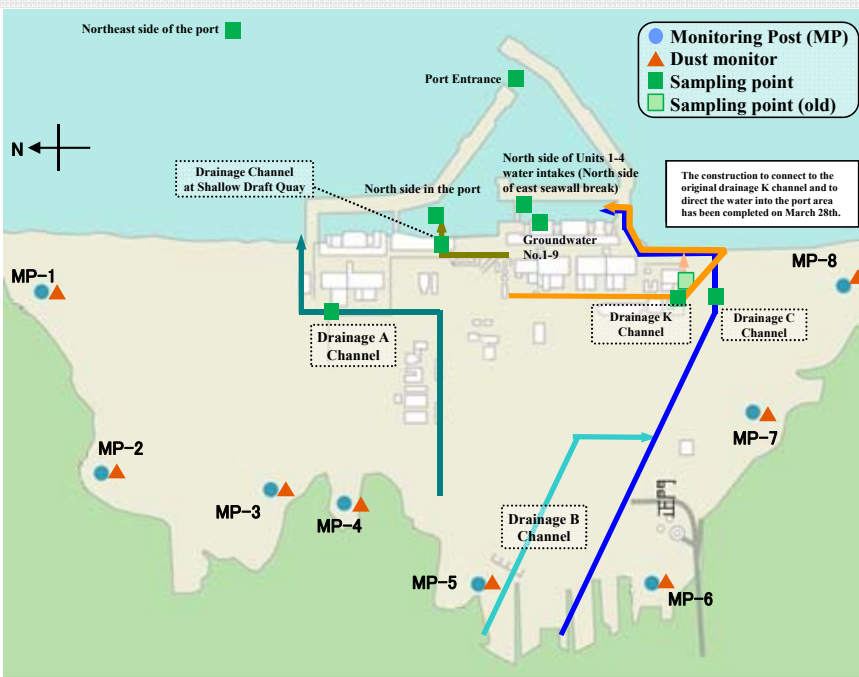 Northeast side of the port
Monitoring Post (MP)
Dust monitor
Sampling point
Sampling point (old)
Port Entrance
N
Drainage Channel
at Shallow Draft Quay
North side of Units 1-4
water intakes (North side
of east seawall break)
The construction to connect to the
original drainage K channel and to
direct the water into the port area
has been completed on March 28th.
North side in the port
Groundwater
No.1-9
MP-1
MP-8
Drainage A
Channel
Drainage K
Channel
Drainage C
Channel
MP-2
MP-3
MP-4
MP-7
Drainage B
Channel
MP-5
MP-6